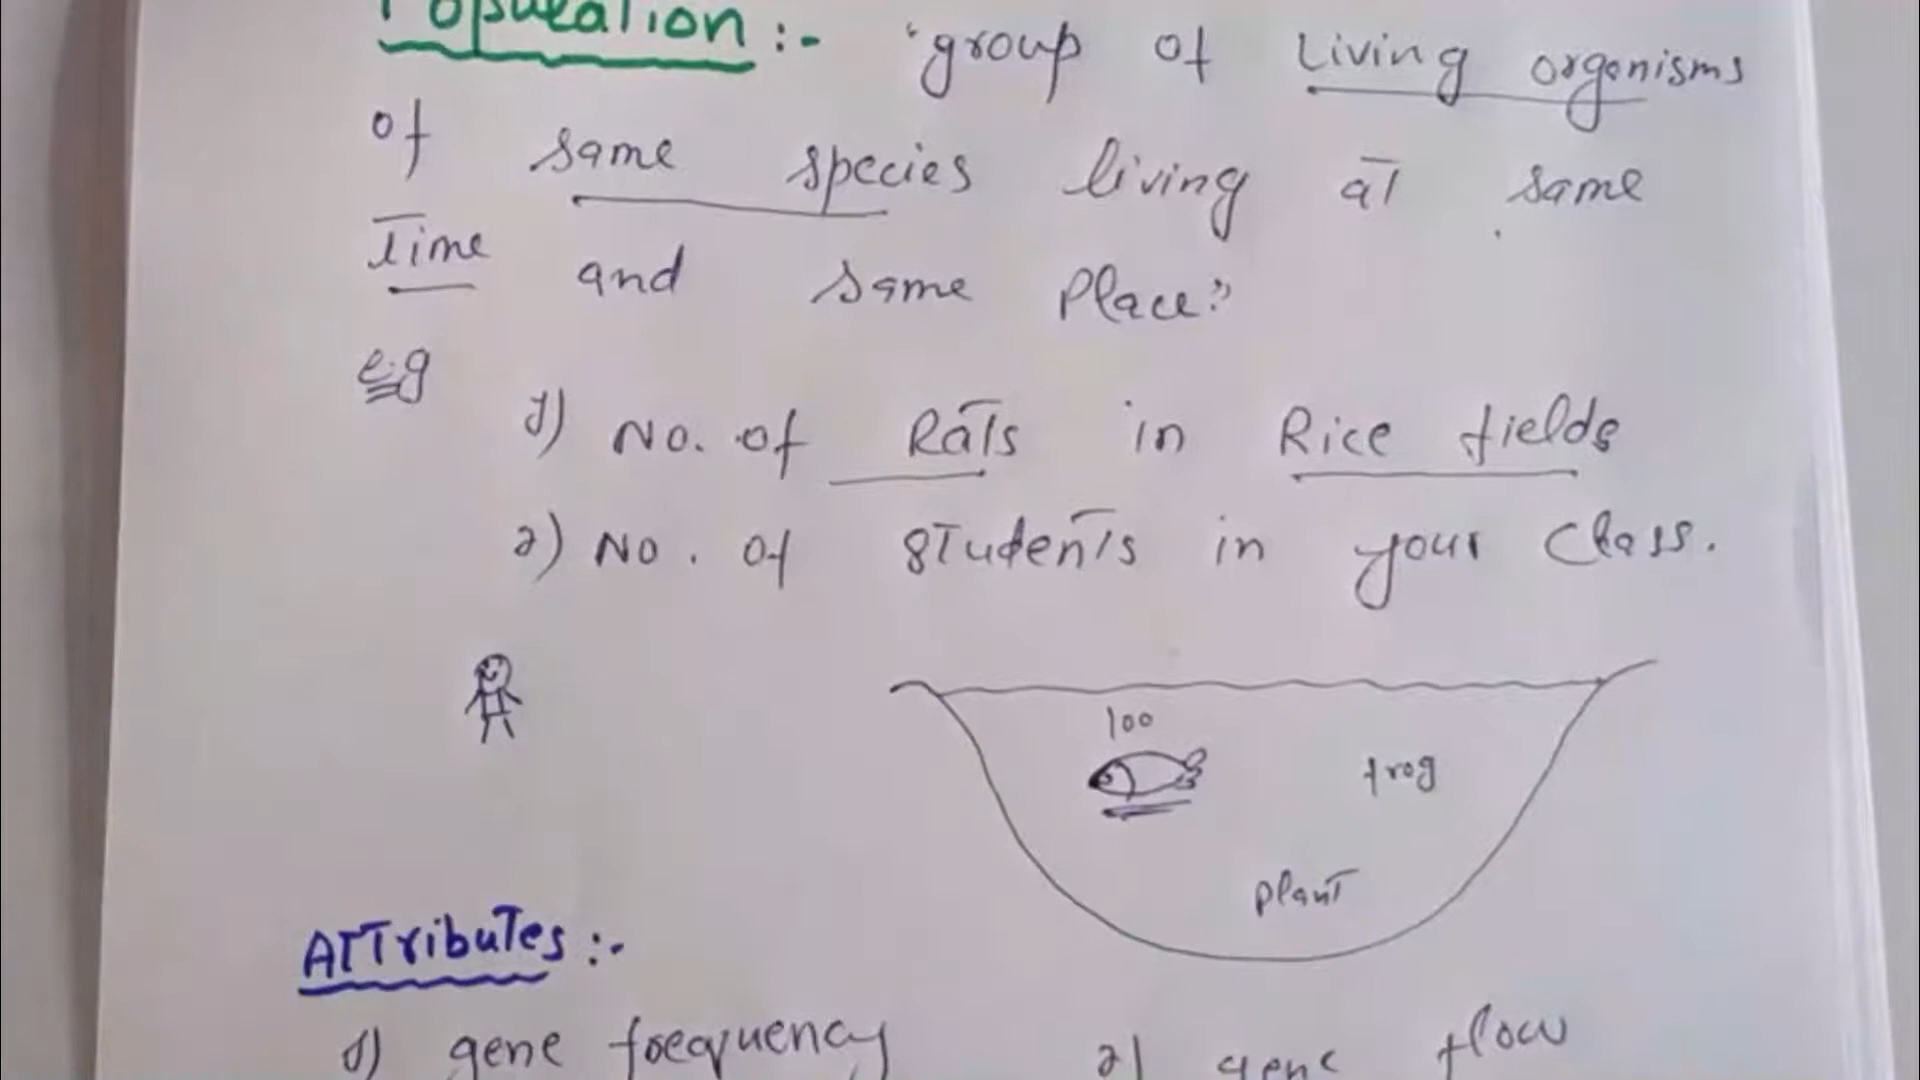 Population :- "group of Living organisms
of same species living at same
Time and same Place"
e.g
1) No. of Rats in Rice fields
2) No. of students in your class.
100
frog
plant
Attributes :-
1) gene frequency 2) gene flow